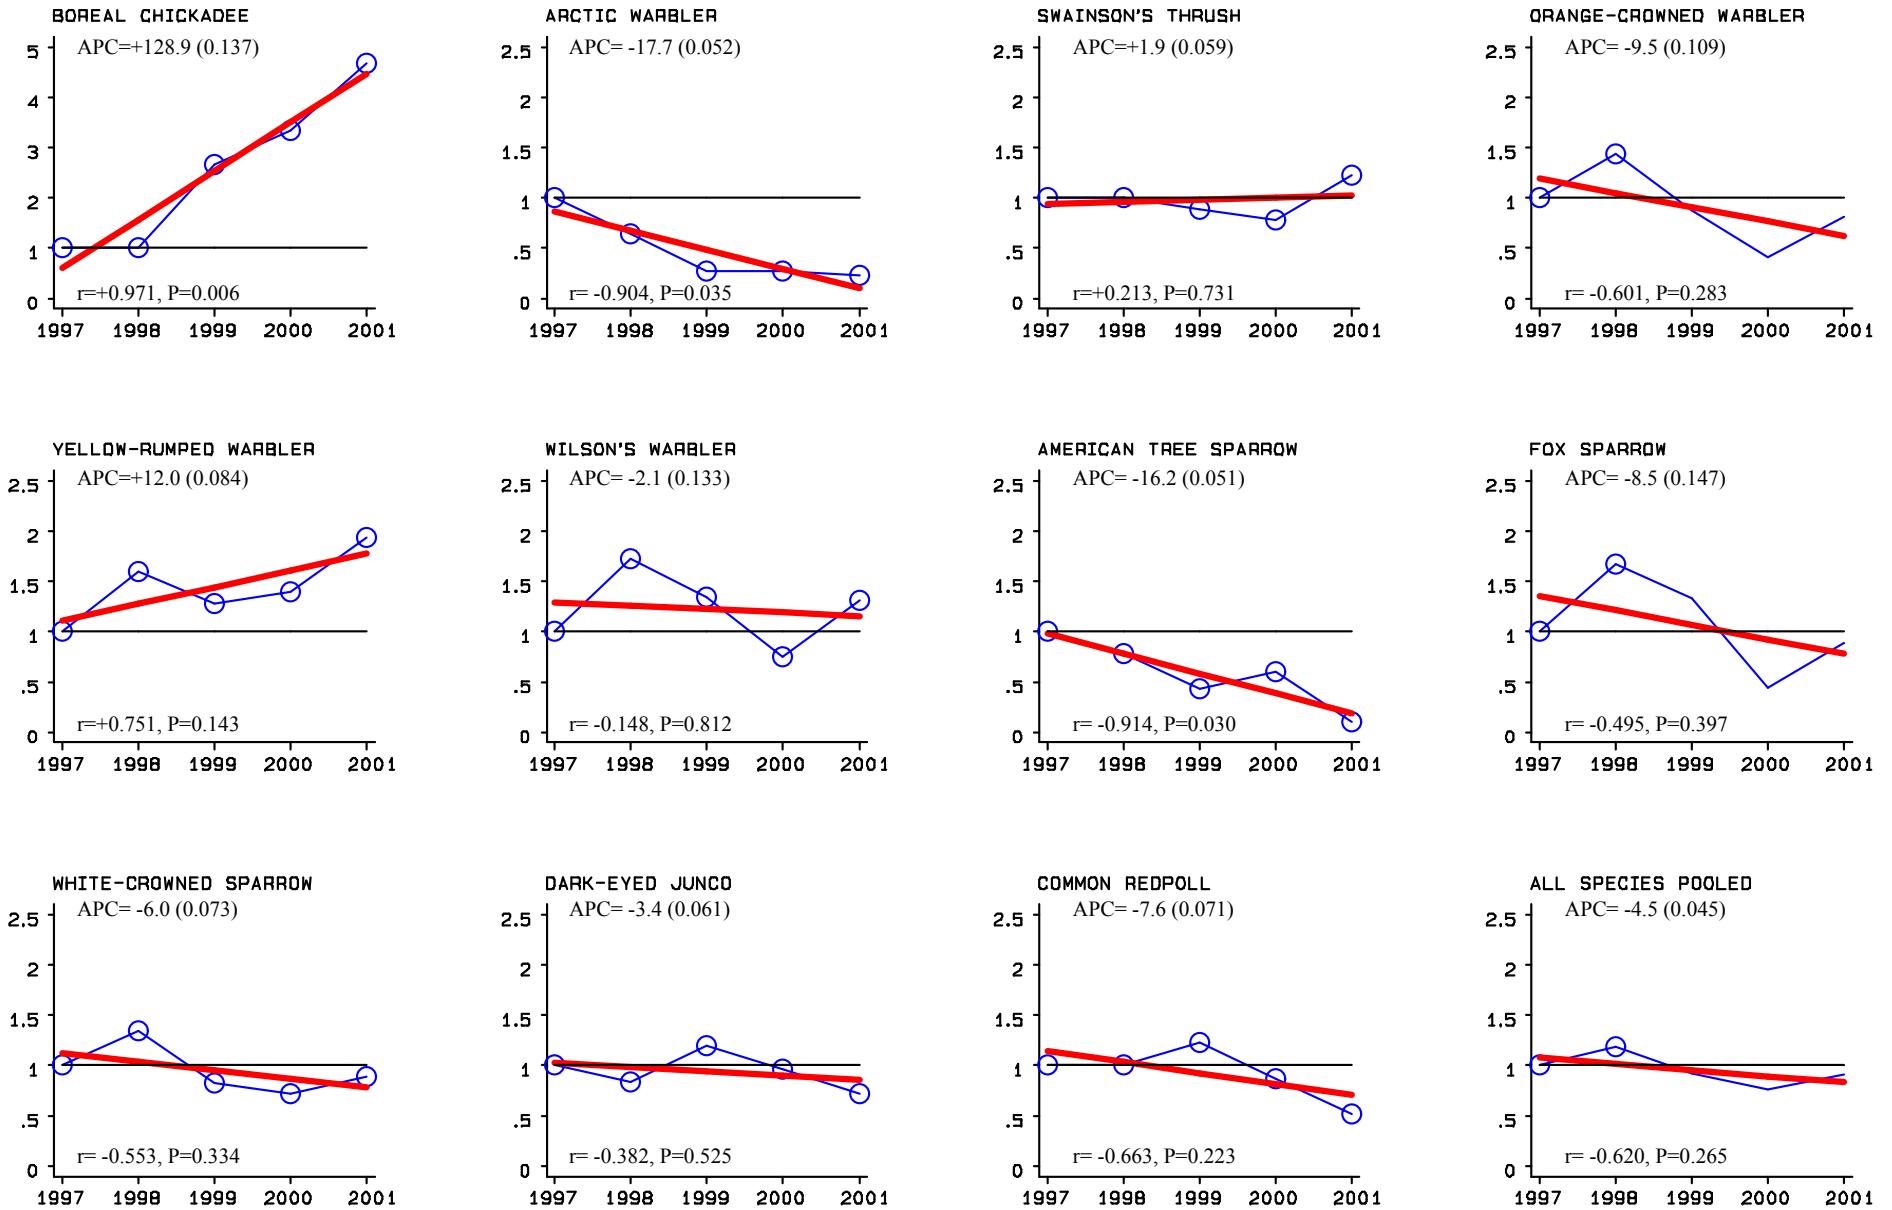 BOREAL CHICKADEE
APC=+128.9 (0.137)
5
4
3
2
1
0
r=+0.971, P=0.006
1997 1998 1999 2000 2001
ARCTIC WARBLER
APC= -17.7 (0.052)
2.5
2
1.5
1
.5
0
r= -0.904, P=0.035
1997 1998 1999 2000 2001
SWAINSON'S THRUSH
APC=+1.9 (0.059)
2.5
2
1.5
1
.5
0
r=+0.213, P=0.731
1997 1998 1999 2000 2001
ORANGE-CROWNED WARBLER
APC= -9.5 (0.109)
2.5
2
1.5
1
.5
0
r= -0.601, P=0.283
1997 1998 1999 2000 2001
YELLOW-RUMPED WARBLER
APC=+12.0 (0.084)
2.5
2
1.5
1
.5
0
r=+0.751, P=0.143
1997 1998 1999 2000 2001
WILSON'S WARBLER
APC= -2.1 (0.133)
2.5
2
1.5
1
.5
0
r= -0.148, P=0.812
1997 1998 1999 2000 2001
AMERICAN TREE SPARROW
APC= -16.2 (0.051)
2.5
2
1.5
1
.5
0
r= -0.914, P=0.030
1997 1998 1999 2000 2001
FOX SPARROW
APC= -8.5 (0.147)
2.5
2
1.5
1
.5
0
r= -0.495, P=0.397
1997 1998 1999 2000 2001
WHITE-CROWNED SPARROW
APC= -6.0 (0.073)
2.5
2
1.5
1
.5
0
r= -0.553, P=0.334
1997 1998 1999 2000 2001
DARK-EYED JUNCO
APC= -3.4 (0.061)
2.5
2
1.5
1
.5
0
r= -0.382, P=0.525
1997 1998 1999 2000 2001
COMMON REDPOLL
APC= -7.6 (0.071)
2.5
2
1.5
1
.5
0
r= -0.663, P=0.223
1997 1998 1999 2000 2001
ALL SPECIES POOLED
APC= -4.5 (0.045)
2.5
2
1.5
1
.5
0
r= -0.620, P=0.265
1997 1998 1999 2000 2001